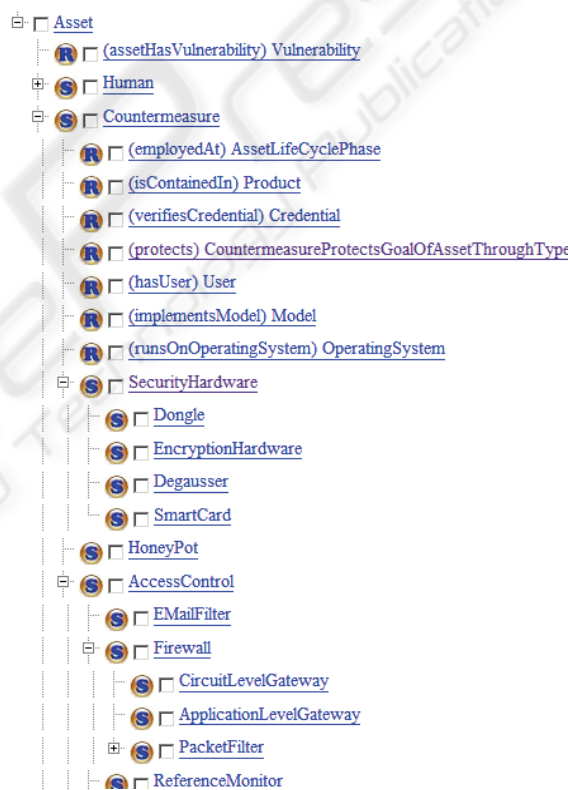 Asset
R (assetHasVulnerability) Vulnerability
S Human
S Countermeasure
R (employedAt) AssetLifeCyclePhase
R (isContainedIn) Product
R (verifiesCredential) Credential
R (protects) CountermeasureProtectsGoalOfAssetThroughType
R (hasUser) User
R (implementsModel) Model
R (runsOnOperatingSystem) OperatingSystem
S SecurityHardware
S Dongle
S EncryptionHardware
S Degausser
S SmartCard
S HoneyPot
S AccessControl
S EMailFilter
S Firewall
S CircuitLevelGateway
S ApplicationLevelGateway
S PacketFilter
S ReferenceMonitor